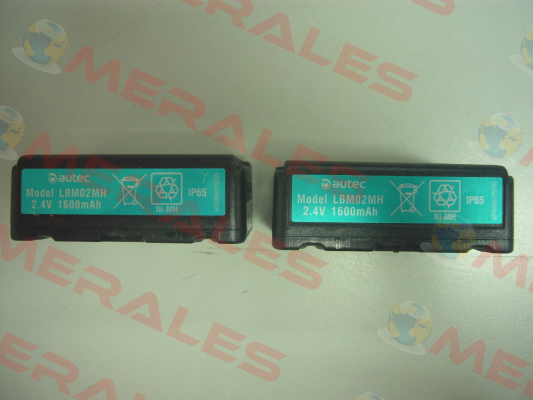 autec
Model LBM02MH
2.4V 1600mAh
Ni-MH
IP65
autec
Model LBM02MH
2.4V 1600mAh
Ni-MH
IP65
MERALES
MERALES
MERALES
MERALES